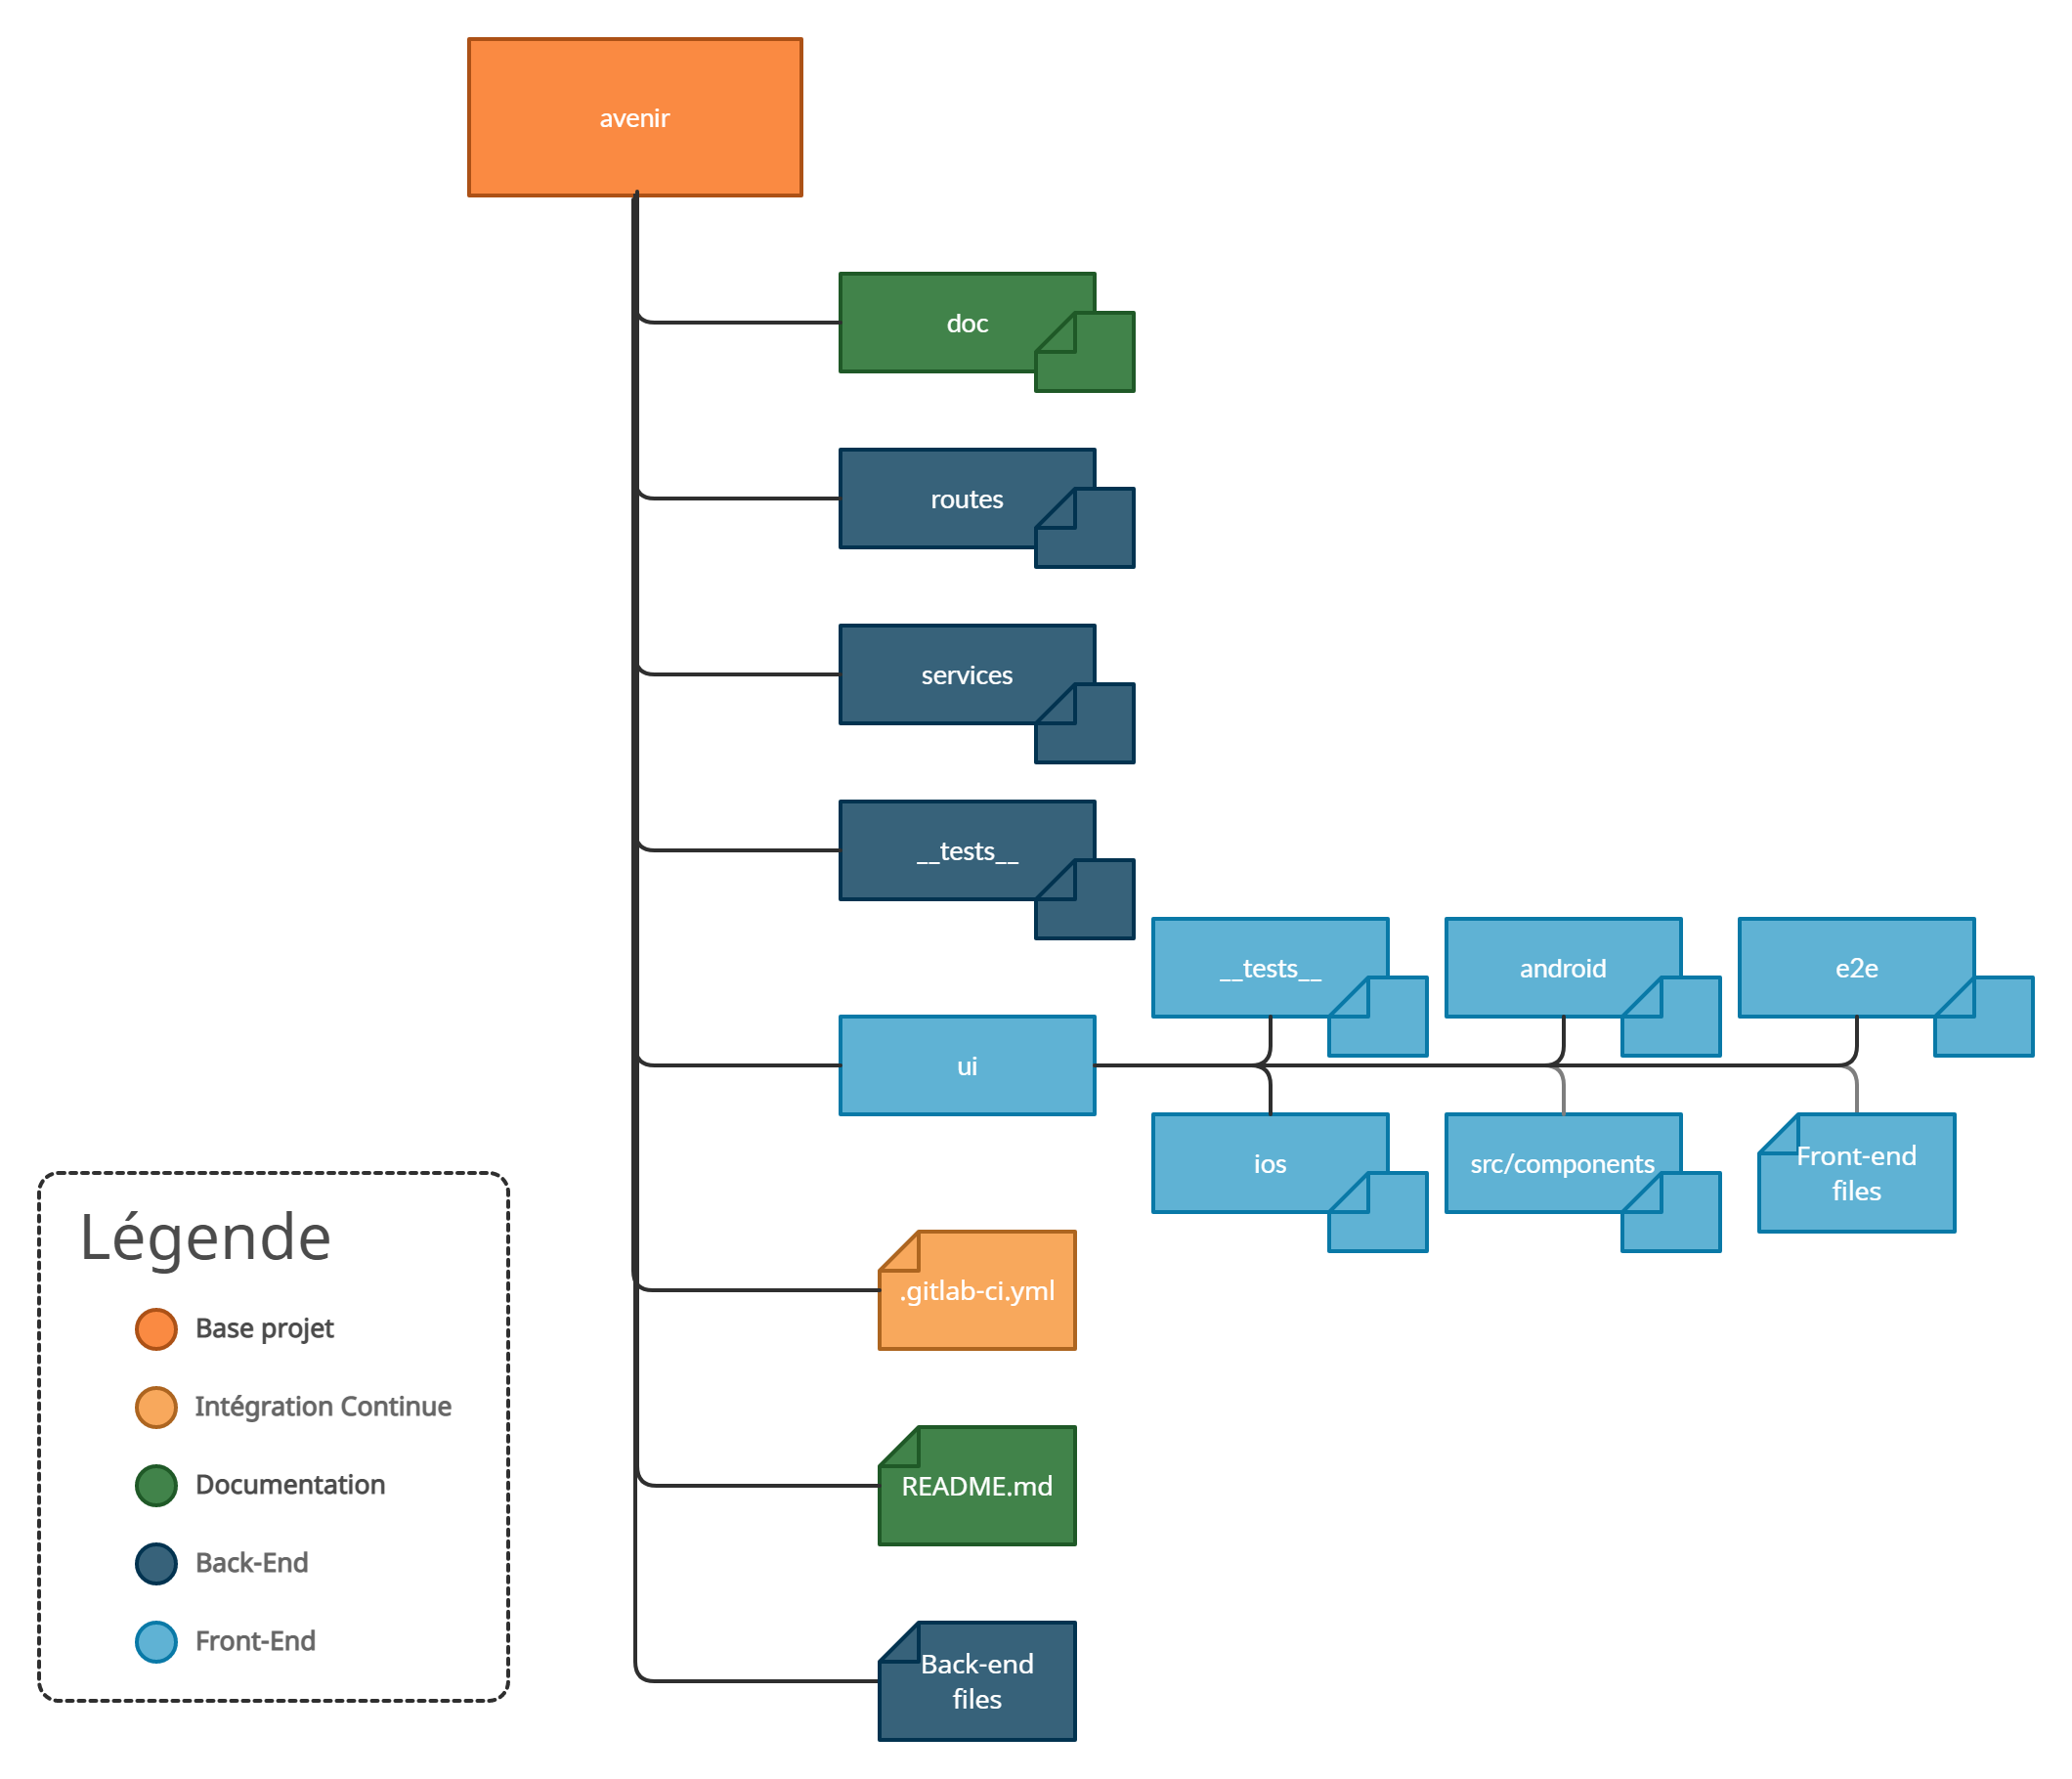 avenir
doc
routes
services
__tests__
__tests__
android
e2e
ui
ios
src/components
Front-end
files
.gitlab-ci.yml
README.md
Back-end
files
Légende
Base projet
Intégration Continue
Documentation
Back-End
Front-End